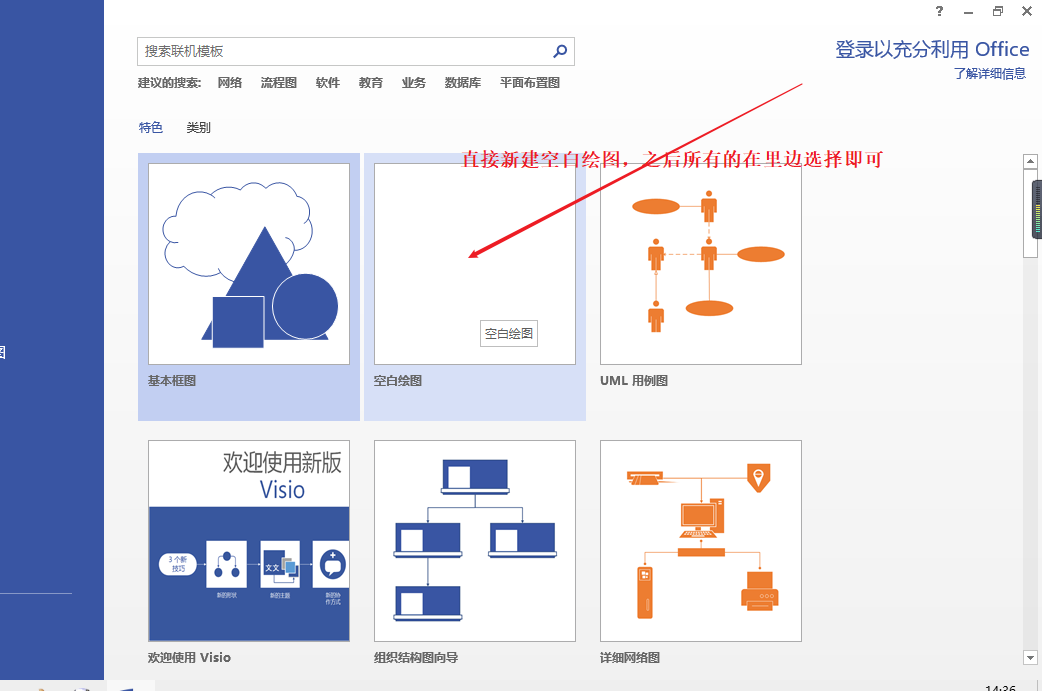 ?
搜索联机模板
登录以充分利用 Office
了解详细信息
建议的搜索: 网络 流程图 软件 教育 业务 数据库 平面布置图
特色 类别
直接新建空白绘图，之后所有的在里边选择即可
空白绘图
图
基本框图 空白绘图 UML 用例图
欢迎使用新版
Visio
3 个新
技巧
文文
新的形状 新的主题 新的协
作方式
欢迎使用 Visio 组织结构图向导 详细网络图
14:36